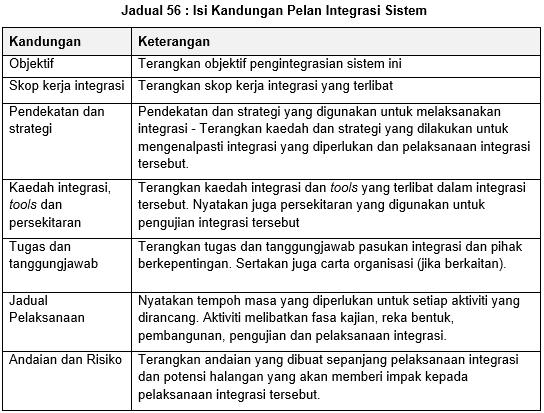 Jadual 56 : Isi Kandungan Pelan Integrasi Sistem
Kandungan
Keterangan
Objektif
Terangkan objektif pengintegrasian sistem ini
Skop kerja integrasi
Terangkan skop kerja integrasi yang terlibat
Pendekatan dan
strategi
Pendekatan dan strategi yang digunakan untuk melaksanakan
integrasi - Terangkan kaedah dan strategi yang dilakukan untuk
mengenalpasti integrasi yang diperlukan dan pelaksanaan integrasi
tersebut.
Kaedah integrasi,
tools dan
persekitaran
Terangkan kaedah integrasi dan tools yang terlibat dalam integrasi
tersebut. Nyatakan juga persekitaran yang digunakan untuk
pengujian integrasi tersebut
Tugas dan
tanggungjawab
Terangkan tugas dan tanggungjawab pasukan integrasi dan pihak
berkepentingan. Sertakan juga carta organisasi (jika berkaitan).
Jadual
Pelaksanaan
Nyatakan tempoh masa yang diperlukan untuk setiap aktiviti yang
dirancang. Aktiviti melibatkan fasa kajian, reka bentuk,
pembangunan, pengujian dan pelaksanaan integrasi.
Andaian dan Risiko
Terangkan andaian yang dibuat sepanjang pelaksanaan integrasi
dan potensi halangan yang akan memberi impak kepada
pelaksanaan integrasi tersebut.